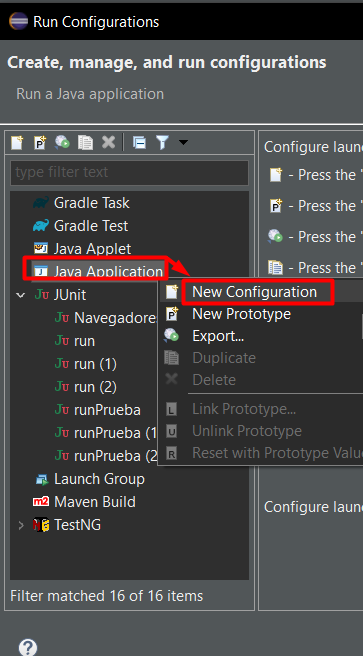 Run Configurations
Create, manage, and run configurations
Run a Java application
type filter text
Gradle Task
Gradle Test
Java Applet
Java Application
JUnit
Navegadore
run
run (1)
run (2)
runPrueba
runPrueba (1
runPrueba (2
Launch Group
Maven Build
TestNG
Filter matched 16 of 16 items
New Configuration
New Prototype
Export...
Duplicate
Delete
Link Prototype...
Unlink Prototype
Reset with Prototype Value
Configure laun
- Press the '
- Press the '
- Press the '
- Press the '
Configure laun